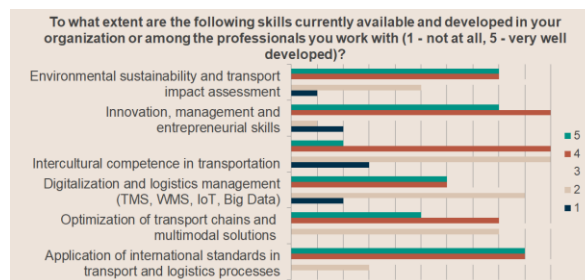 To what extent are the following skills currently available and developed in your
organization or among the professionals you work with (1 - not at all, 5 - very well
developed)?
Environmental sustainability and transport
impact assessment
Innovation, management and
entrepreneurial skills
Intercultural competence in transportation
Digitalization and logistics management
(TMS, WMS, IoT, Big Data)
Optimization of transport chains and
multimodal solutions
Application of international standards in
transport and logistics processes
5
4
3
2
1